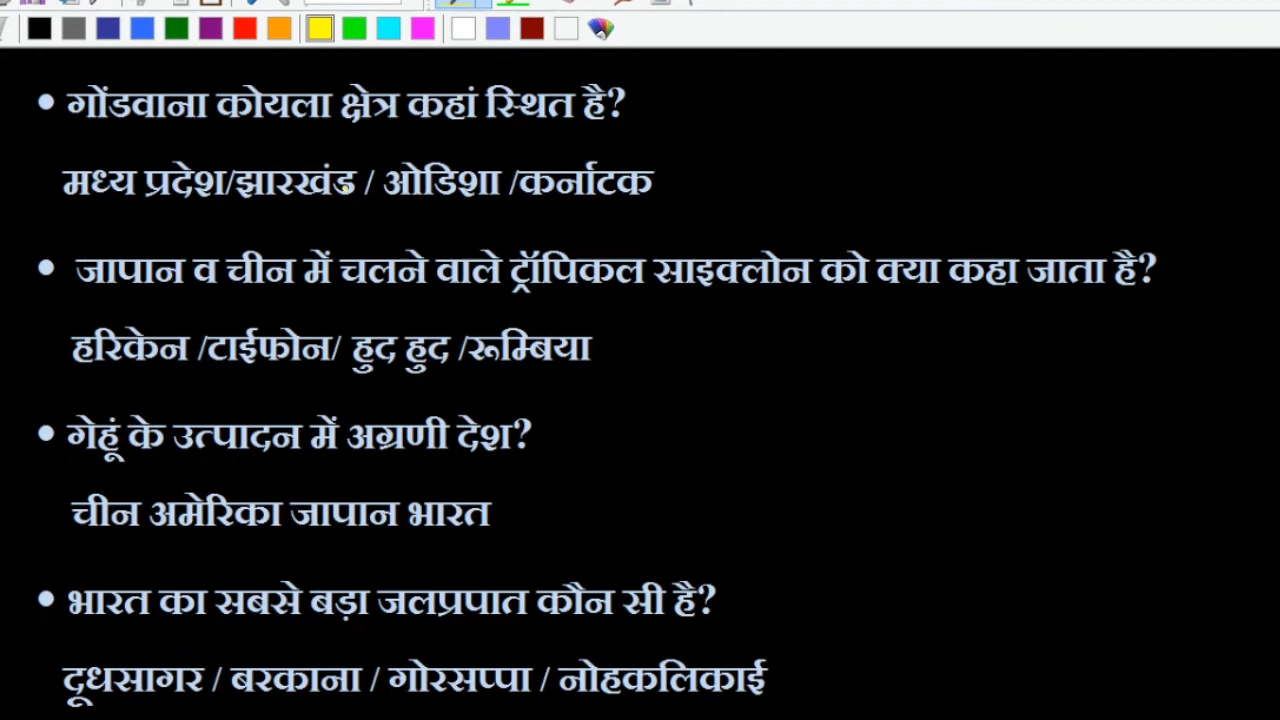 • गोंडवाना कोयला क्षेत्र कहां स्थित है?
मध्य प्रदेश/झारखंड / ओडिशा /कर्नाटक
• जापान व चीन में चलने वाले ट्रॉपिकल साइक्लोन को क्या कहा जाता है?
हरिकेन /टाईफोन/ हुद हुद /रूम्बिया
• गेहूं के उत्पादन में अग्रणी देश?
चीन अमेरिका जापान भारत
• भारत का सबसे बड़ा जलप्रपात कौन सी है?
दूधसागर / बरकाना / गोरसप्पा / नोहकलिकाई